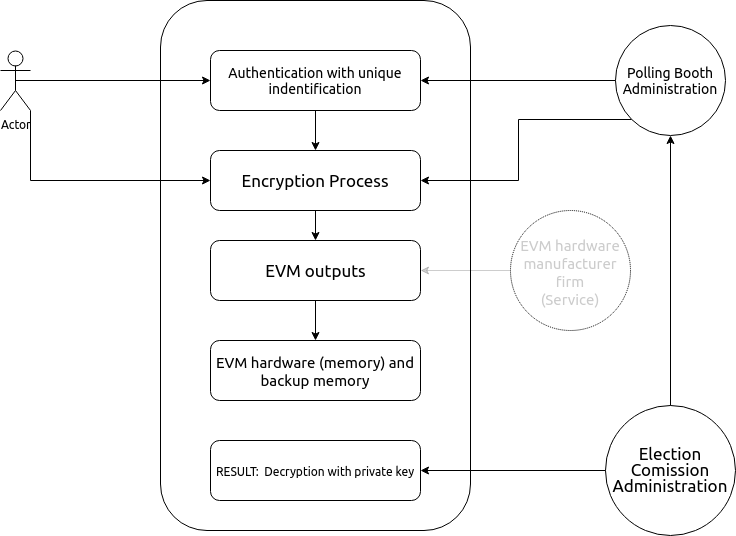 Authentication with unique
indentification
Polling Booth
Administration
Actor
Encryption Process
EVM outputs
EVM hardware
manufacturer
firm
(Service)
EVM hardware (memory) and
backup memory
RESULT: Decryption with private key
Election
Comission
Administration